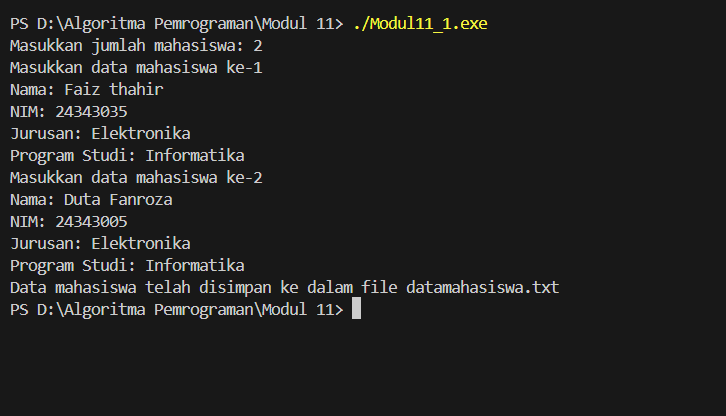 PS D:\Algoritma Pemrograman\Modul 11> ./Modul11_1.exe
Masukkan jumlah mahasiswa: 2
Masukkan data mahasiswa ke-1
Nama: Faiz thahir
NIM: 24343035
Jurusan: Elektronika
Program Studi: Informatika
Masukkan data mahasiswa ke-2
Nama: Duta Fanroza
NIM: 24343005
Jurusan: Elektronika
Program Studi: Informatika
Data mahasiswa telah disimpan ke dalam file datamahasiswa.txt
PS D:\Algoritma Pemrograman\Modul 11>